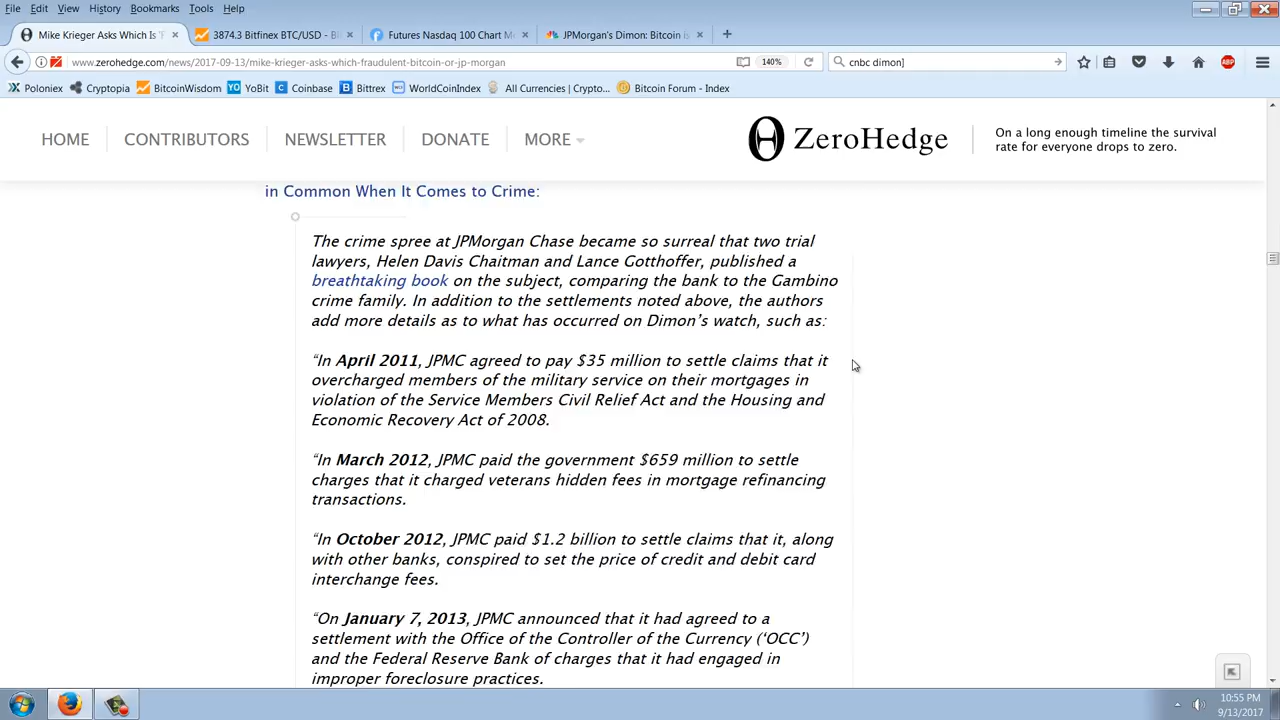 File Edit View History Bookmarks Tools Help
Mike Krieger Asks Which Is 'F
3874.3 Bitfinex BTC/USD - Bi
Futures Nasdaq 100 Chart M
JPMorgan's Dimon: Bitcoin is
www.zerohedge.com/news/2017-09-13/mike-krieger-asks-which-fraudulent-bitcoin-or-jp-morgan
140%
cnbc dimon]
ABP
Poloniex Cryptopia BitcoinWisdom YoBit Coinbase Bittrex WorldCoinIndex All Currencies | Crypto... Bitcoin Forum - Index
HOME CONTRIBUTORS NEWSLETTER DONATE MORE
ZeroHedge
On a long enough timeline the survival
rate for everyone drops to zero.
in Common When It Comes to Crime:
The crime spree at JPMorgan Chase became so surreal that two trial
lawyers, Helen Davis Chaitman and Lance Gotthoffer, published a
breathtaking book on the subject, comparing the bank to the Gambino
crime family. In addition to the settlements noted above, the authors
add more details as to what has occurred on Dimon's watch, such as:
“In April 2011, JPMC agreed to pay $35 million to settle claims that it
overcharged members of the military service on their mortgages in
violation of the Service Members Civil Relief Act and the Housing and
Economic Recovery Act of 2008.
“In March 2012, JPMC paid the government $659 million to settle
charges that it charged veterans hidden fees in mortgage refinancing
transactions.
“In October 2012, JPMC paid $1.2 billion to settle claims that it, along
with other banks, conspired to set the price of credit and debit card
interchange fees.
“On January 7, 2013, JPMC announced that it had agreed to a
settlement with the Office of the Controller of the Currency (‘OCC’)
and the Federal Reserve Bank of charges that it had engaged in
improper foreclosure practices.
10:55 PM
9/13/2017